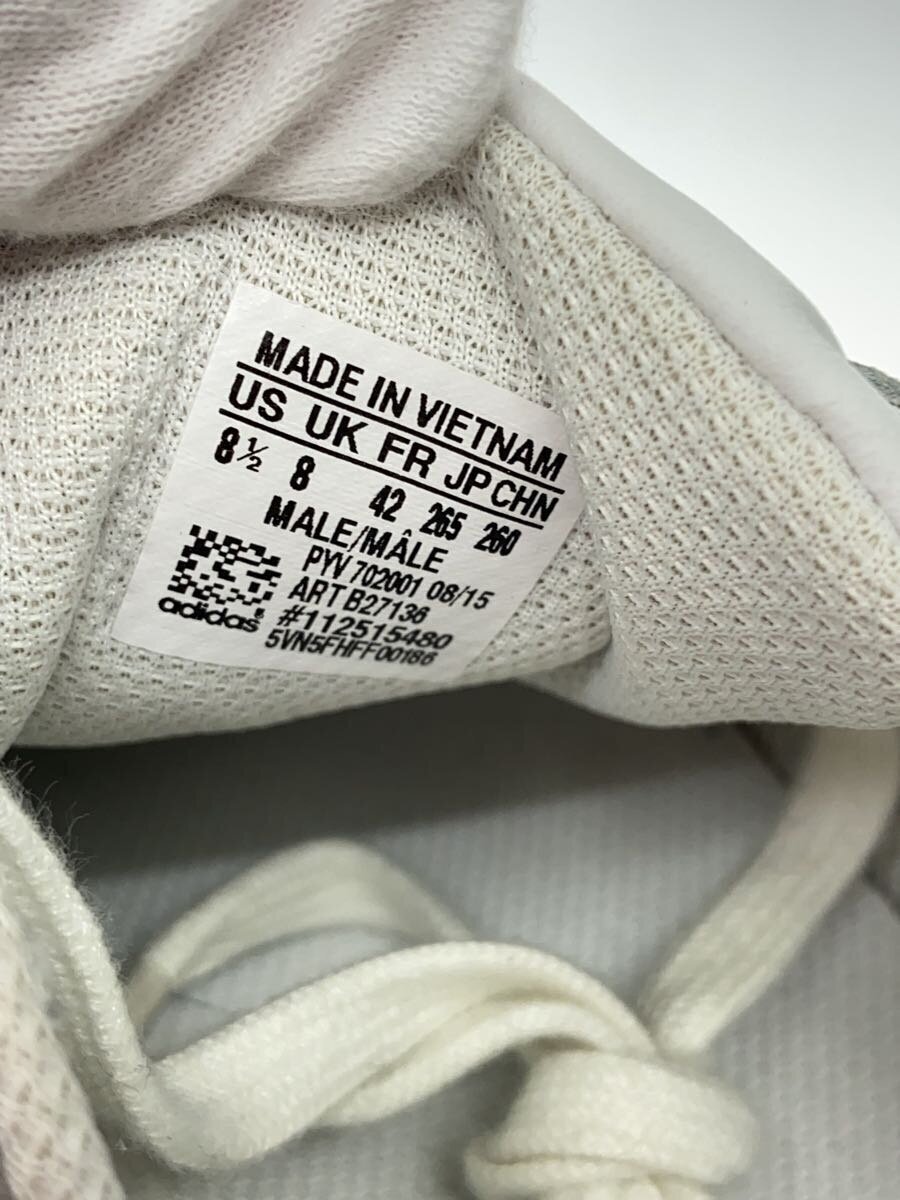 MADE IN VIETNAM
US UK FR JP CHN
8½ 8 42 265 260
MALE/MÂLE
PYV 702001 08/15
ART B27136
#112515480
5VN5FHFF00186
adidas